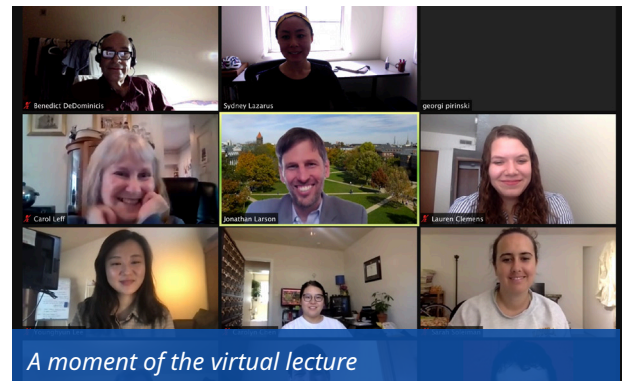 Benedict DeDominicis
Sydney Lazarus
georgi pirinski
Carol Leff
Jonathan Larson
Lauren Clemens
A moment of the virtual lecture